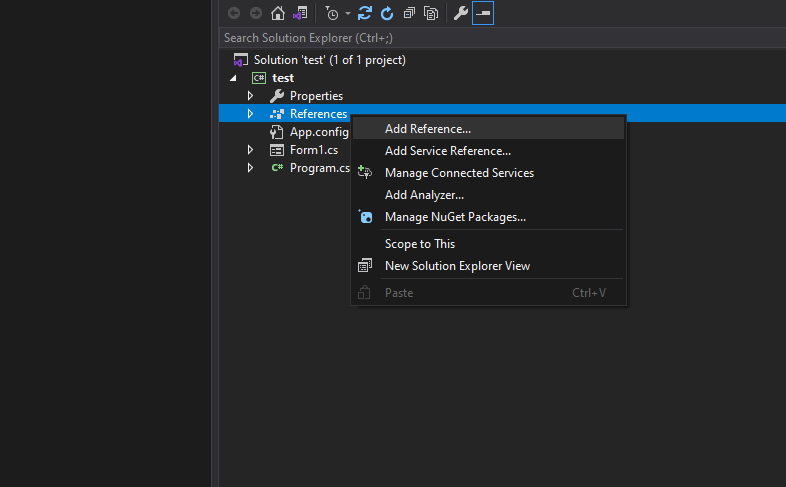 Search Solution Explorer (Ctrl+;)
Solution 'test' (1 of 1 project)
C# test
Properties
References
Add Reference...
App.config
Add Service Reference...
Form1.cs
Manage Connected Services
C# Program.cs
Add Analyzer...
Manage NuGet Packages...
Scope to This
New Solution Explorer View
Paste Ctrl+V